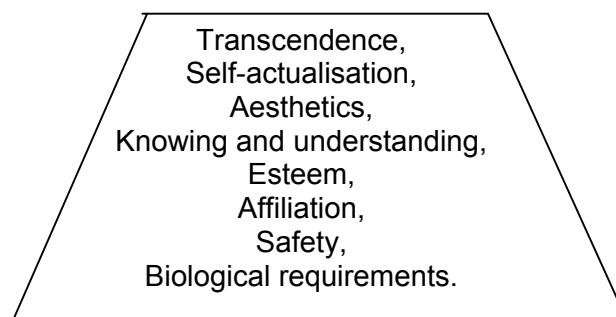 Transcendence,
Self-actualisation,
Aesthetics,
Knowing and understanding,
Esteem,
Affiliation,
Safety,
Biological requirements.